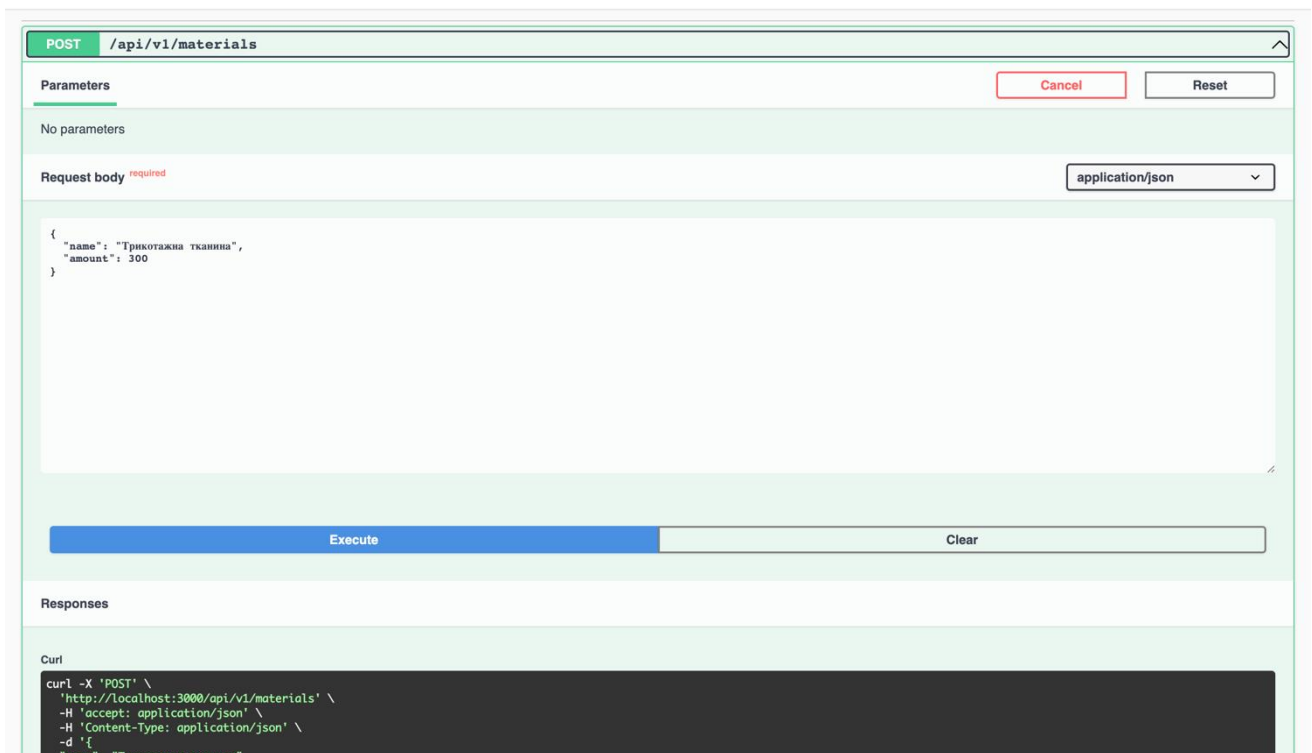 POST /api/v1/materials
Parameters
Cancel
Reset
No parameters
Request body required
application/json
{
"name": "Трикотажна тканина",
"amount": 300
}
Execute
Clear
Responses
Curl
curl -X 'POST' \
'http://localhost:3000/api/v1/materials' \
-H 'accept: application/json' \
-H 'Content-Type: application/json' \
-d '{